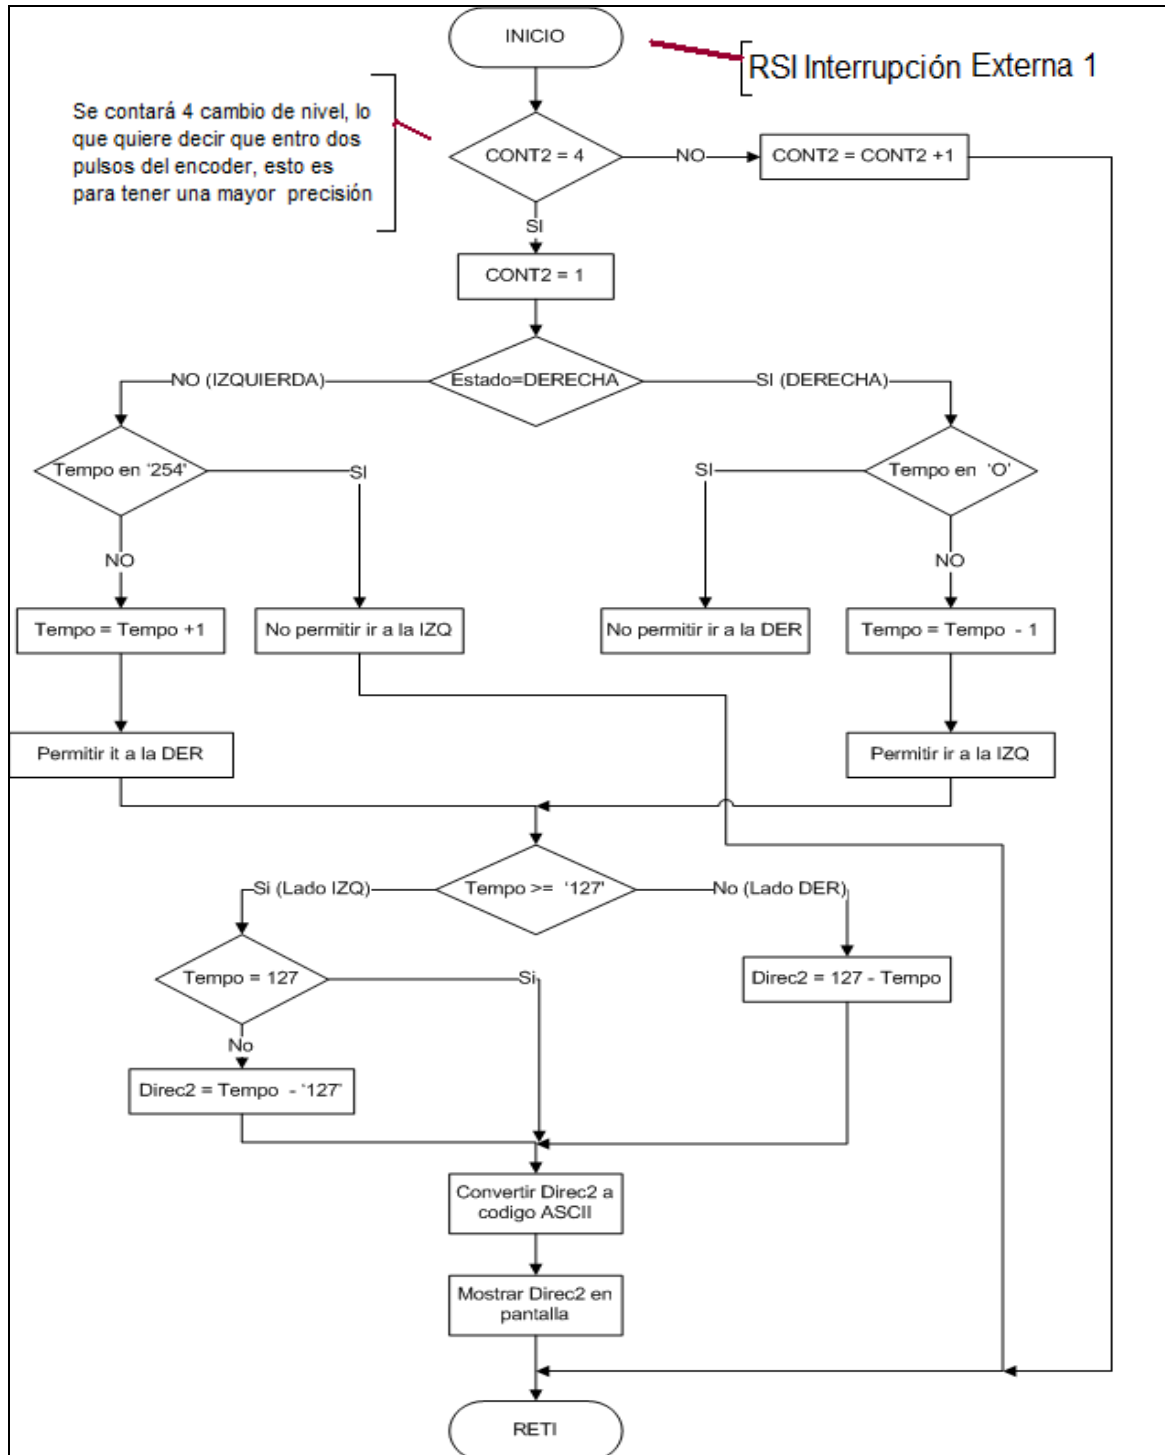 INICIO
RSI Interrupción Externa 1
Se contará 4 cambio de nivel, lo
que quiere decir que entro dos
pulsos del encoder, esto es
para tener una mayor precisión
CONT2 = 4
NO
CONT2 = CONT2 +1
SI
CONT2 = 1
NO (IZQUIERDA)
Estado=DERECHA
SI (DERECHA)
Tempo en '254'
SI
SI
Tempo en 'O'
NO
NO
Tempo = Tempo +1
No permitir ir a la IZQ
No permitir ir a la DER
Tempo = Tempo - 1
Permitir it a la DER
Permitir ir a la IZQ
Si (Lado IZQ)
Tempo >= '127'
No (Lado DER)
Tempo = 127
Si
Direc2 = 127 - Tempo
No
Direc2 = Tempo - '127'
Convertir Direc2 a
codigo ASCII
Mostrar Direc2 en
pantalla
RETI